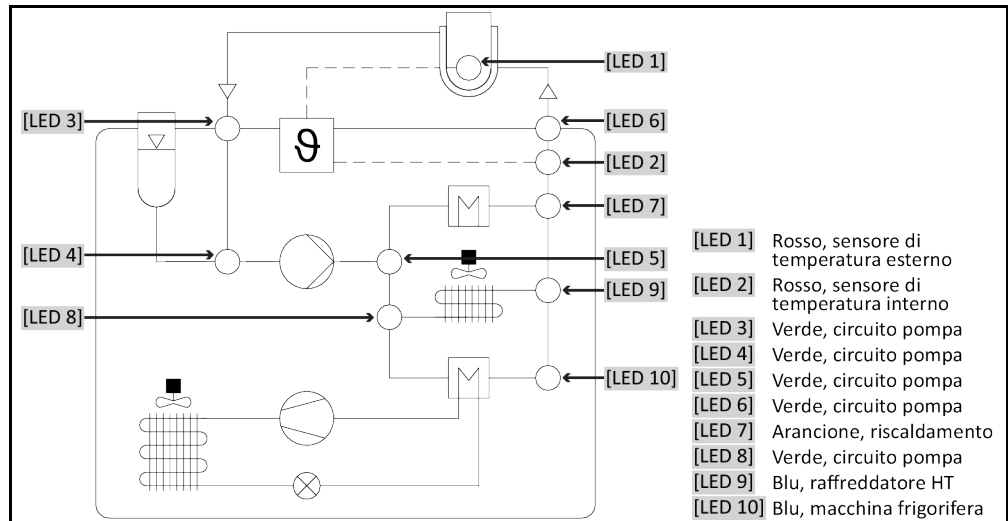 [LED 1]
[LED 3]
[LED 6]
ϑ
[LED 2]
[LED 7]
[LED 4]
[LED 5]
[LED 9]
[LED 8]
[LED 10]
[LED 1] Rosso, sensore di
temperatura esterno
[LED 2] Rosso, sensore di
temperatura interno
[LED 3] Verde, circuito pompa
[LED 4] Verde, circuito pompa
[LED 5] Verde, circuito pompa
[LED 6] Verde, circuito pompa
[LED 7] Arancione, riscaldamento
[LED 8] Verde, circuito pompa
[LED 9] Blu, raffreddatore HT
[LED 10] Blu, macchina frigorifera